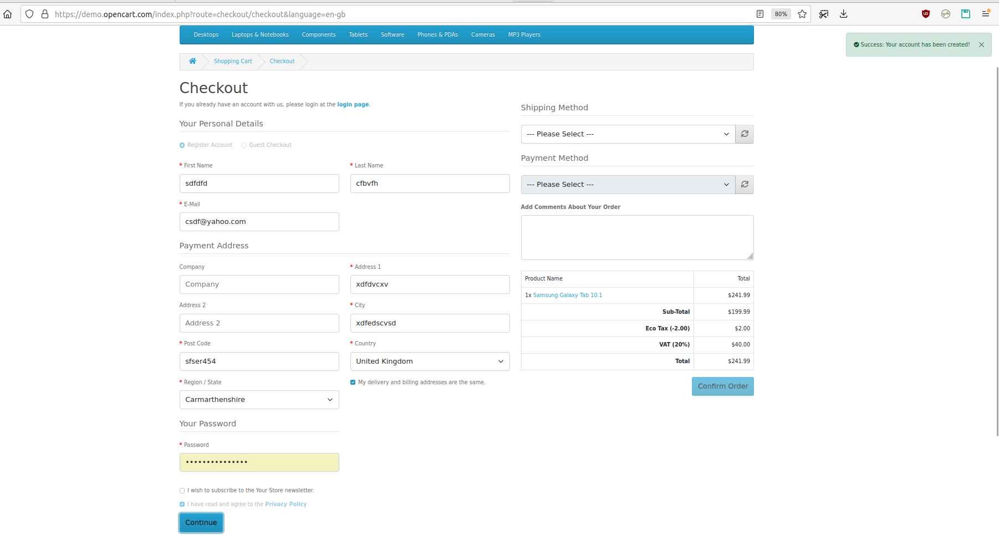 https://demo.opencart.com/index.php?route=checkout/checkout&language=en-gb
80%
Desktops Laptops & Notebooks Components Tablets Software Phones & PDAs Cameras MP3 Players
Success: Your account has been created!
Shopping Cart Checkout
Checkout
If you already have an account with us, please login at the login page.
Your Personal Details
Register Account Guest Checkout
* First Name
sdfdfd
* Last Name
cfbvfh
* E-Mail
csdf@yahoo.com
Payment Address
Company
Company
* Address 1
xdfdvcxv
Address 2
Address 2
* City
xdfedscvsd
* Post Code
sfser454
* Country
United Kingdom
* Region / State
Carmarthenshire
My delivery and billing addresses are the same.
Your Password
* Password
•••••••••••••••
I wish to subscribe to the Your Store newsletter.
I have read and agree to the Privacy Policy
Continue
Shipping Method
--- Please Select ---
Payment Method
--- Please Select ---
Add Comments About Your Order
Product Name Total
1x Samsung Galaxy Tab 10.1 $241.99
Sub-Total $199.99
Eco Tax (-2.00) $2.00
VAT (20%) $40.00
Total $241.99
Confirm Order